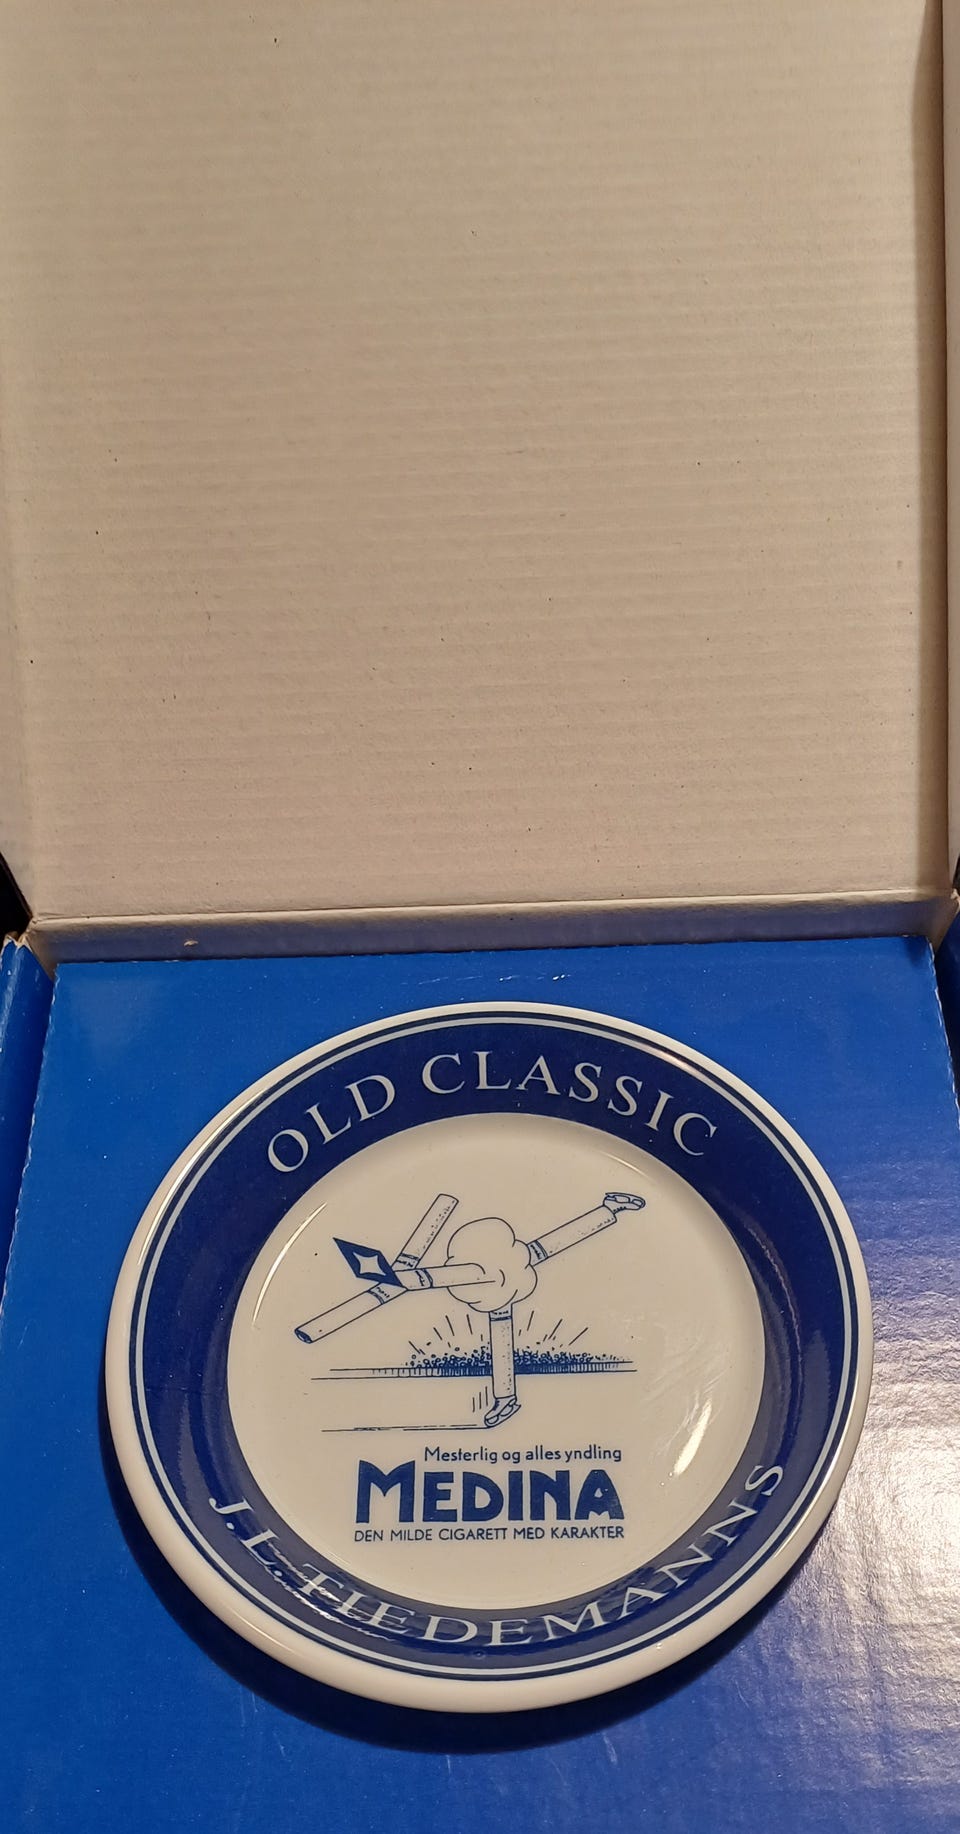 OLD CLASSIC
Mesterlig og alles yndling
MEDINA
DEN MILDE CIGARETT MED KARAKTER
J.L. TIEDEMANNS